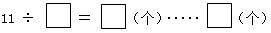 11 ÷ □ = □ (个) ····· □ (个)